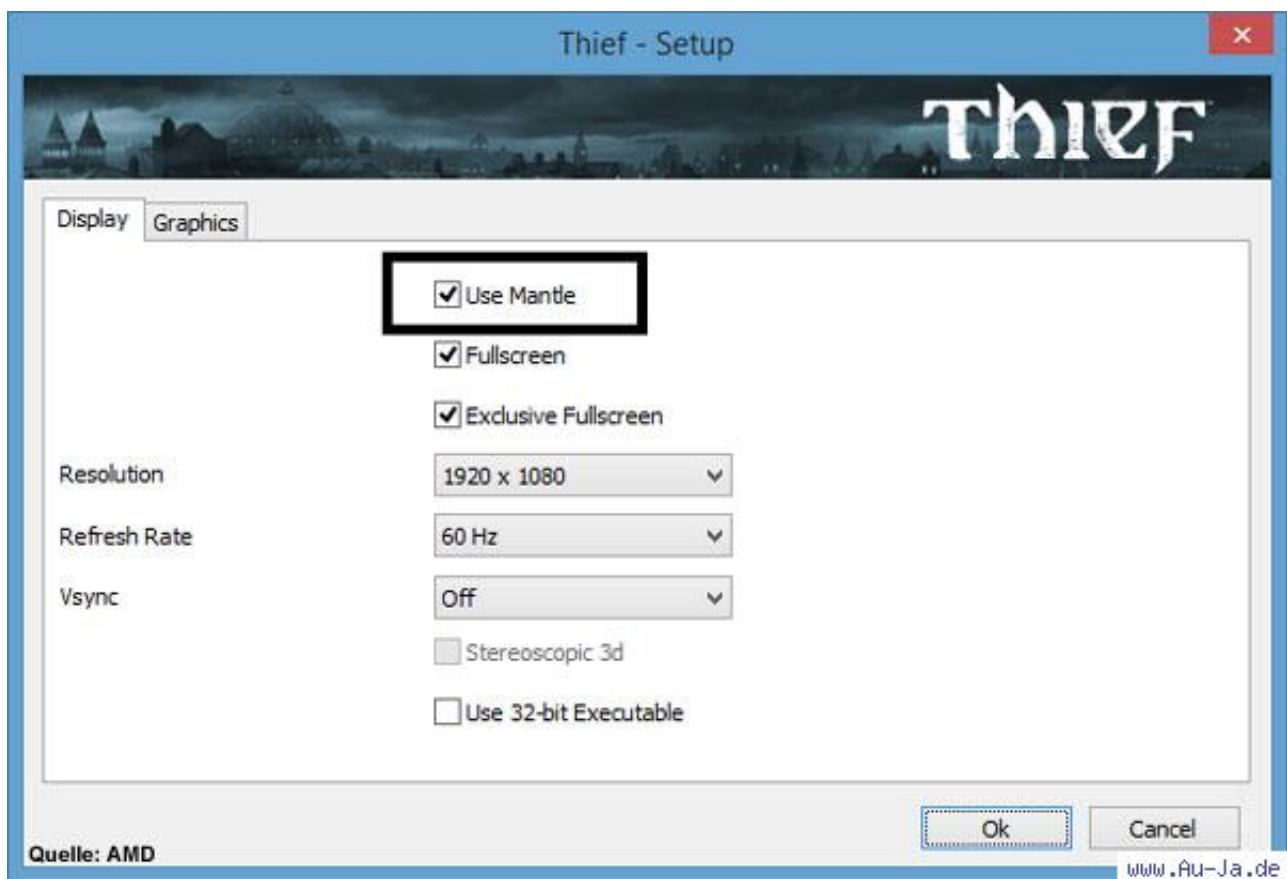 Thief - Setup
THIEF
Display Graphics
Use Mantle
Fullscreen
Exclusive Fullscreen
Resolution 1920 x 1080
Refresh Rate 60 Hz
Vsync Off
Stereoscopic 3d
Use 32-bit Executable
Ok Cancel
Quelle: AMD
www.Au-Ja.de